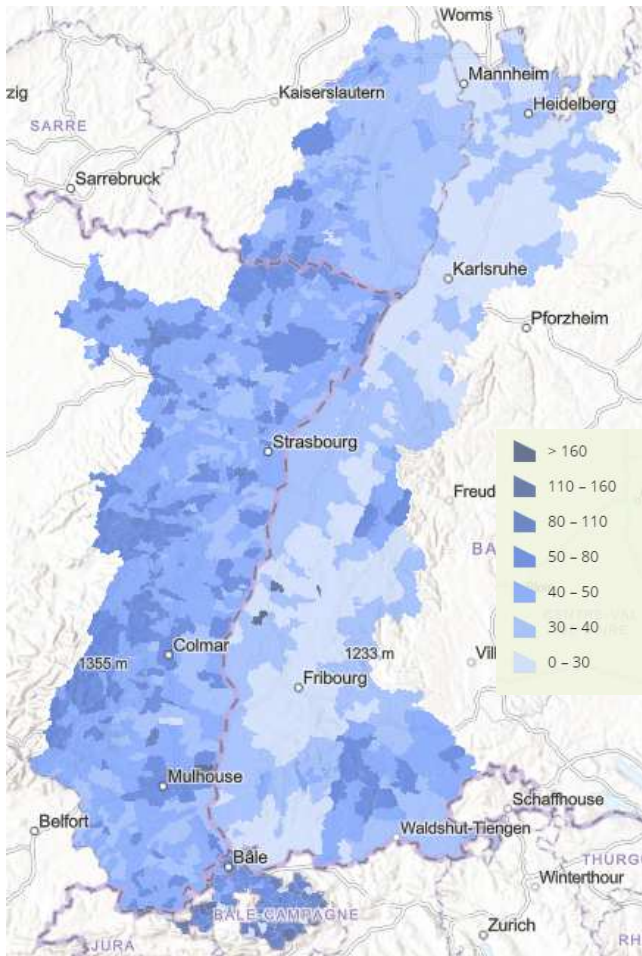 Worms
Mannheim
Kaiserslautern
zig
Heidelberg
SARRE
Sarrebruck
Karlsruhe
Pforzheim
Strasbourg
> 160
110 – 160
80 – 110
50 – 80
40 – 50
30 – 40
0 – 30
Freud
BA
Colmar
1355 m
1233 m
Vill
Fribourg
Mulhouse
Belfort
Schaffhouse
Waldshut-Tiengen
Bâle
THURG
Winterthour
BÂLE-CAMPAGNE
JURA
Zurich
RH